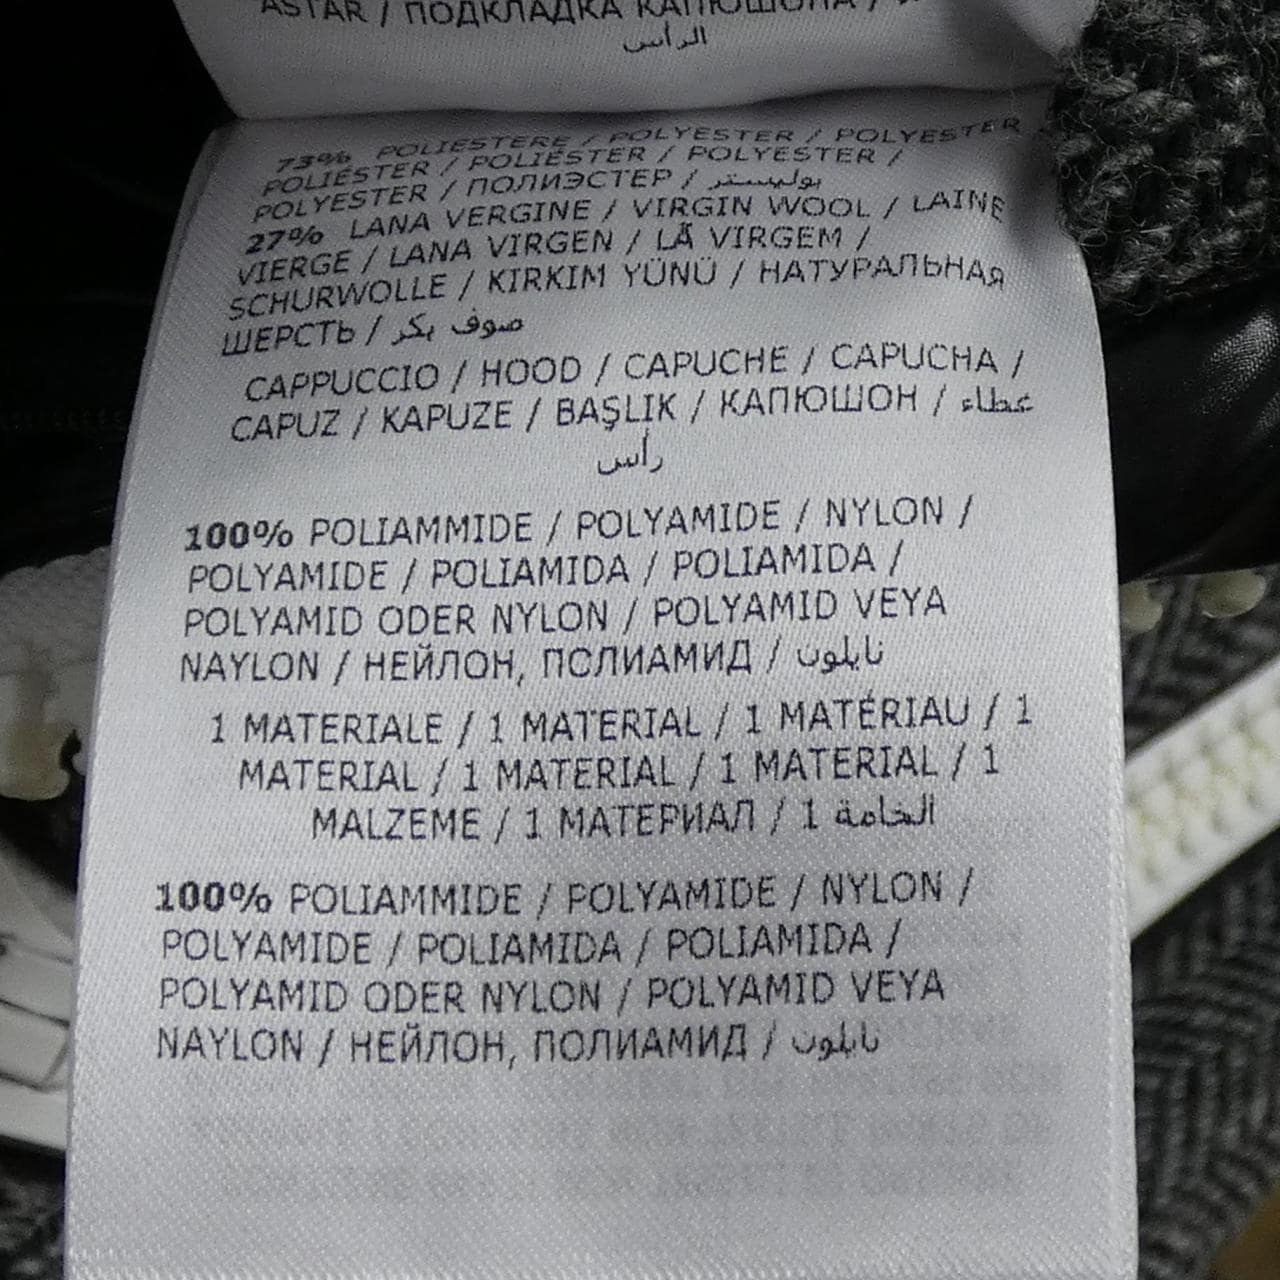 ASTAR / ПОДКЛАДКА КАПЮШОНА /
الرأس
73% POLIESTERE / POLYESTER / POLYESTER
POLIÉSTER / POLIÉSTER / POLYESTER /
POLYESTER / ПОЛИЭСТЕР / بوليستر
27% LANA VERGINE / VIRGIN WOOL / LAINE
VIERGE / LANA VIRGEN / LÃ VIRGEM /
SCHURWOLLE / KIRKIM YÜNÜ / НАТУРАЛЬНАЯ
ШЕРСТЬ / صوف بكر
CAPPUCCIO / HOOD / CAPUCHE / CAPUCHA /
CAPUZ / KAPUZE / BAŞLIK / КАПЮШОН / غطاء
رأس
100% POLIAMMIDE / POLYAMIDE / NYLON /
POLYAMIDE / POLIAMIDA / POLIAMIDA /
POLYAMID ODER NYLON / POLYAMID VEYA
NAYLON / НЕЙЛОН, ПОЛИАМИД / نايلون
1 MATERIALE / 1 MATERIAL / 1 MATÉRIAU / 1
MATERIAL / 1 MATERIAL / 1 MATERIAL / 1
MALZEME / 1 МАТЕРИАЛ / 1 الخامة
100% POLIAMMIDE / POLYAMIDE / NYLON /
POLYAMIDE / POLIAMIDA / POLIAMIDA /
POLYAMID ODER NYLON / POLYAMID VEYA
NAYLON / НЕЙЛОН, ПОЛИАМИД / نايلون